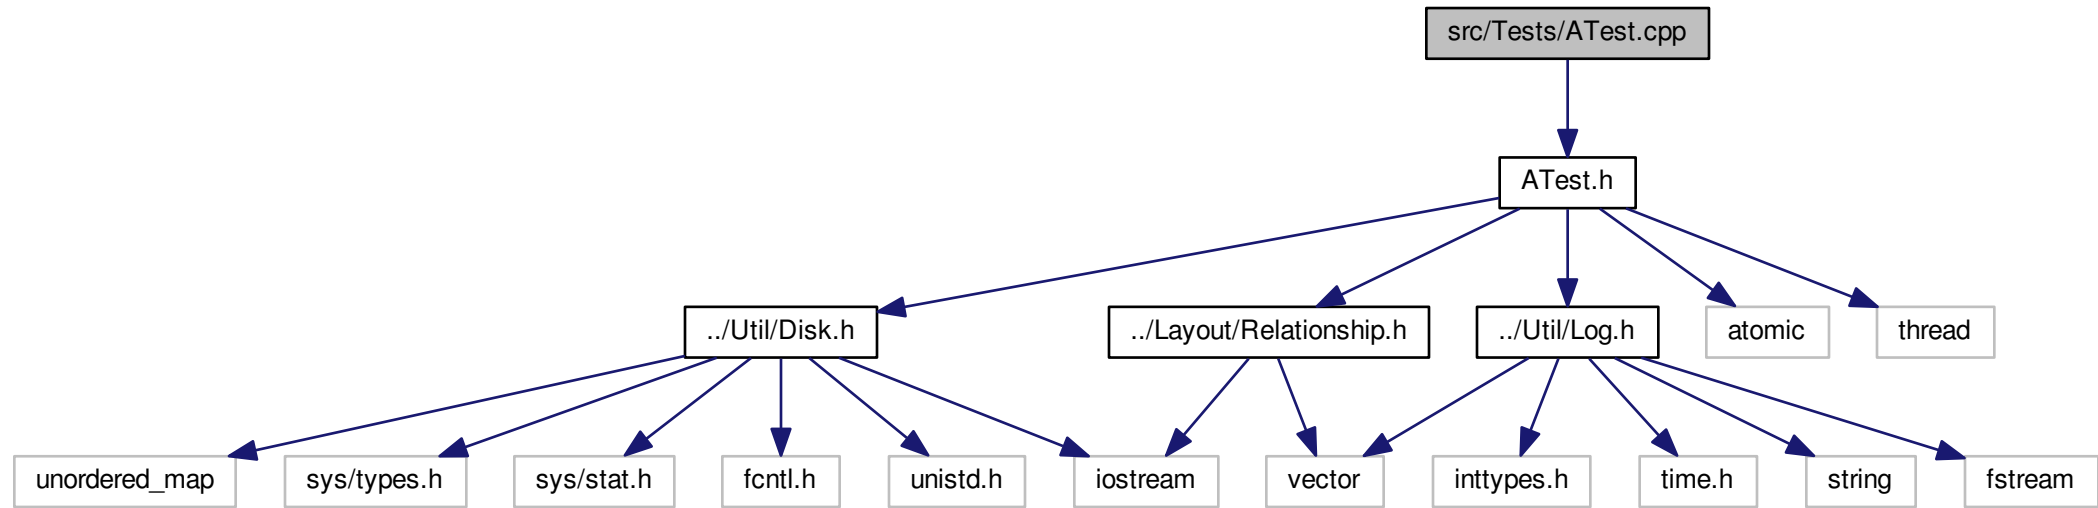 src/Tests/ATest.cpp
ATest.h
../Util/Disk.h
../Layout/Relationship.h
../Util/Log.h
atomic
thread
unordered_map
sys/types.h
sys/stat.h
fcntl.h
unistd.h
iostream
vector
inttypes.h
time.h
string
fstream